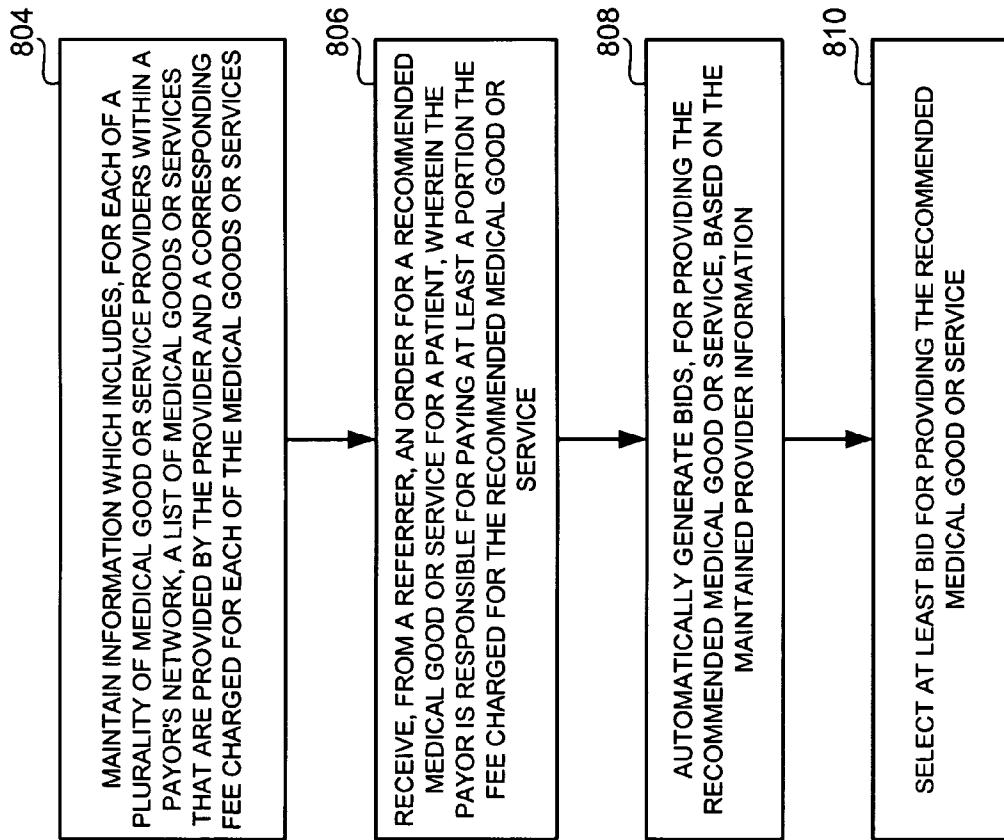 804
MAINTAIN INFORMATION WHICH INCLUDES, FOR EACH OF A
PLURALITY OF MEDICAL GOOD OR SERVICE PROVIDERS WITHIN A
PAYOR'S NETWORK, A LIST OF MEDICAL GOODS OR SERVICES
THAT ARE PROVIDED BY THE PROVIDER AND A CORRESPONDING
FEE CHARGED FOR EACH OF THE MEDICAL GOODS OR SERVICES
806
RECEIVE, FROM A REFERRER, AN ORDER FOR A RECOMMENDED
MEDICAL GOOD OR SERVICE FOR A PATIENT, WHEREIN THE
PAYOR IS RESPONSIBLE FOR PAYING AT LEAST A PORTION THE
FEE CHARGED FOR THE RECOMMENDED MEDICAL GOOD OR
SERVICE
808
AUTOMATICALLY GENERATE BIDS, FOR PROVIDING THE
RECOMMENDED MEDICAL GOOD OR SERVICE, BASED ON THE
MAINTAINED PROVIDER INFORMATION
810
SELECT AT LEAST BID FOR PROVIDING THE RECOMMENDED
MEDICAL GOOD OR SERVICE